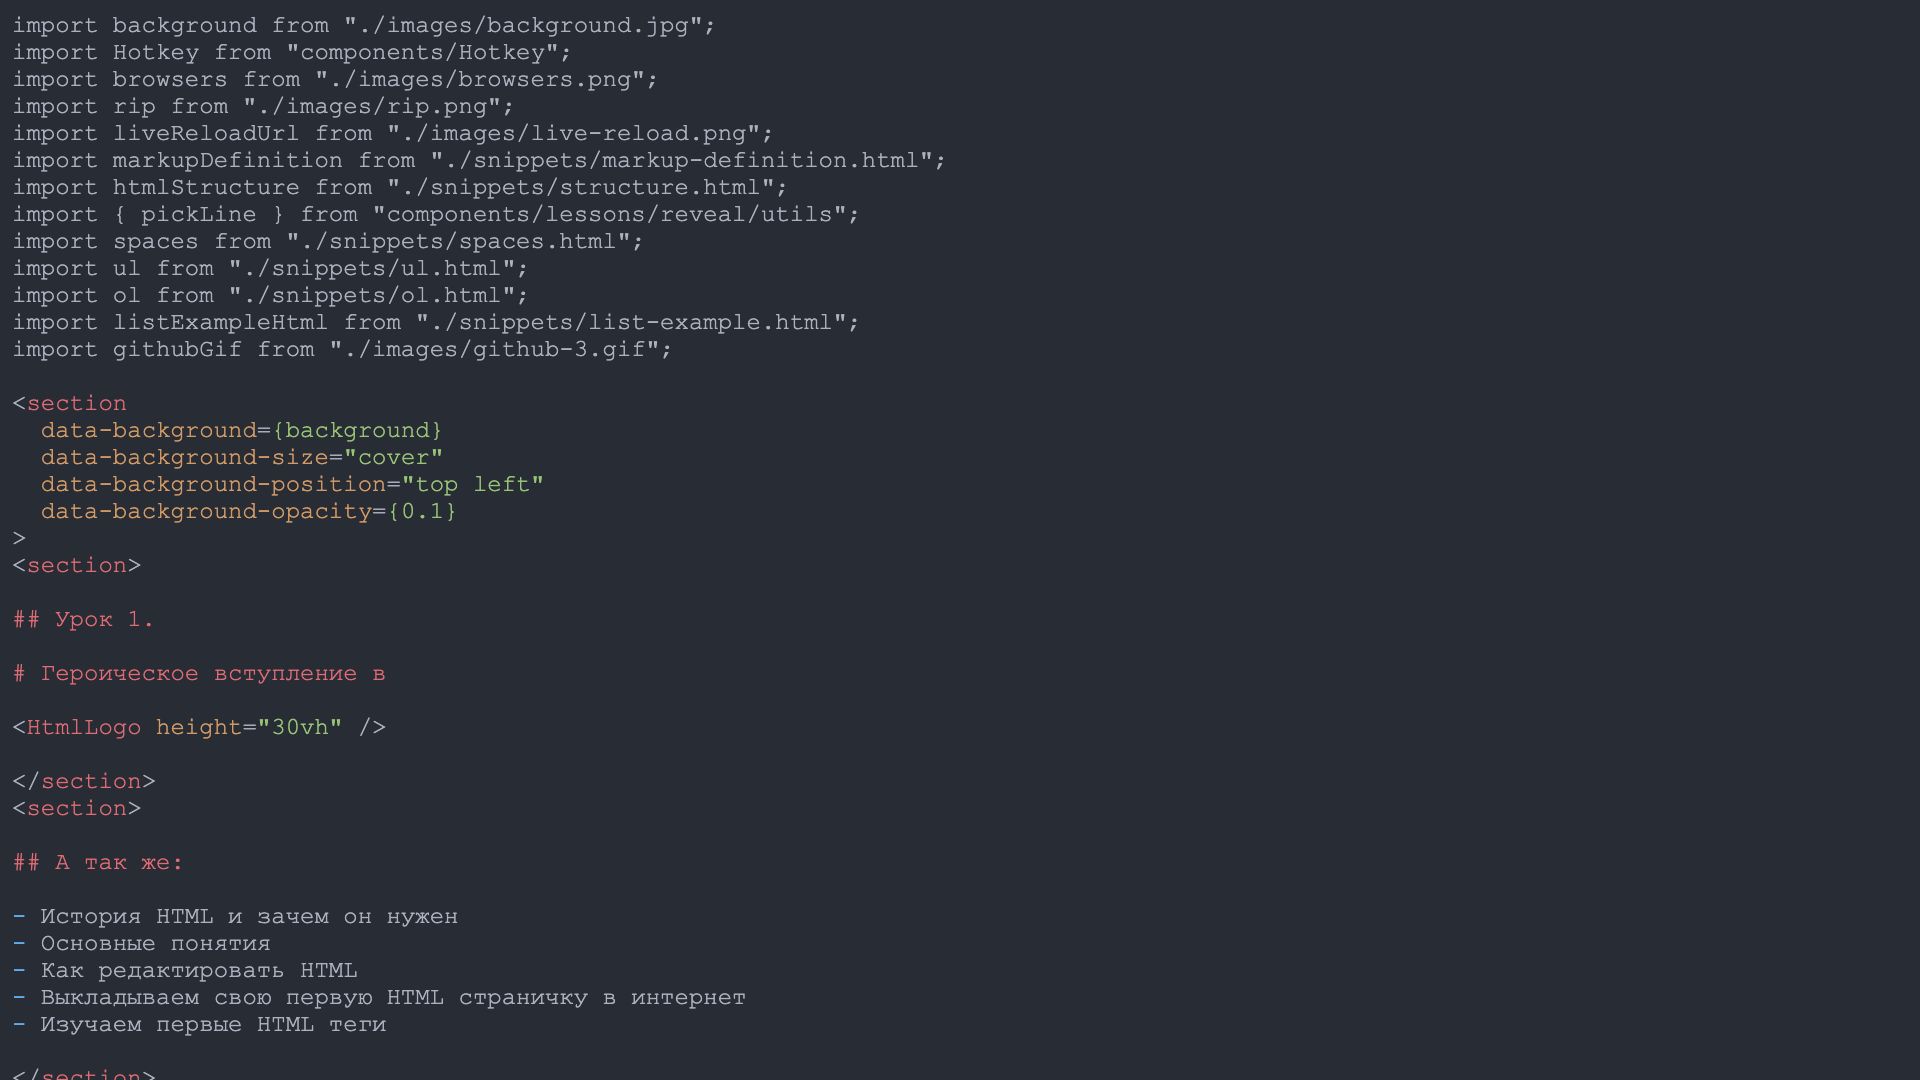 import background from "./images/background.jpg";
import Hotkey from "components/Hotkey";
import browsers from "./images/browsers.png";
import rip from "./images/rip.png";
import liveReloadUrl from "./images/live-reload.png";
import markupDefinition from "./snippets/markup-definition.html";
import htmlStructure from "./snippets/structure.html";
import { pickLine } from "components/lessons/reveal/utils";
import spaces from "./snippets/spaces.html";
import ul from "./snippets/ul.html";
import ol from "./snippets/ol.html";
import listExampleHtml from "./snippets/list-example.html";
import githubGif from "./images/github-3.gif";

<section
  data-background={background}
  data-background-size="cover"
  data-background-position="top left"
  data-background-opacity={0.1}
>
<section>

## Урок 1.

# Героическое вступление в

<HtmlLogo height="30vh" />

</section>
<section>

## А так же:

- История HTML и зачем он нужен
- Основные понятия
- Как редактировать HTML
- Выкладываем свою первую HTML страничку в интернет
- Изучаем первые HTML теги

</section>